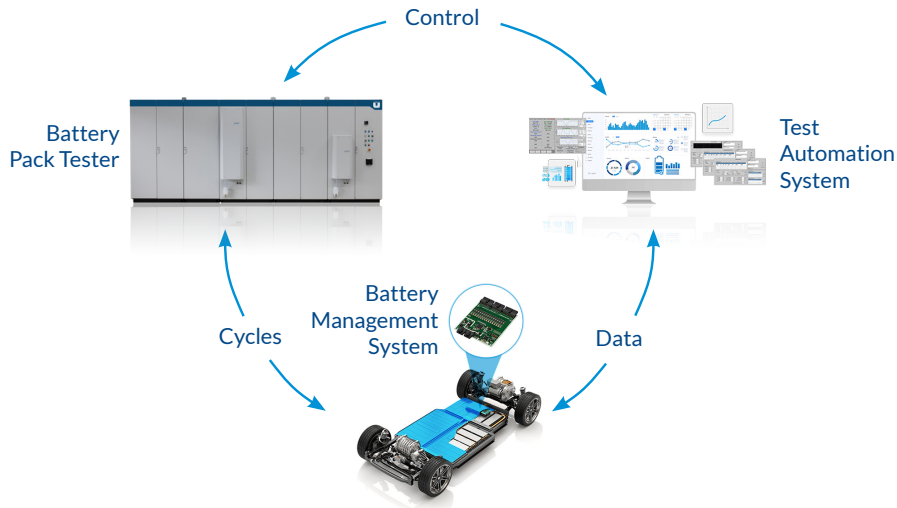 Control
Battery
Pack Tester
Test
Automation
System
Battery
Management
System
Cycles
Data